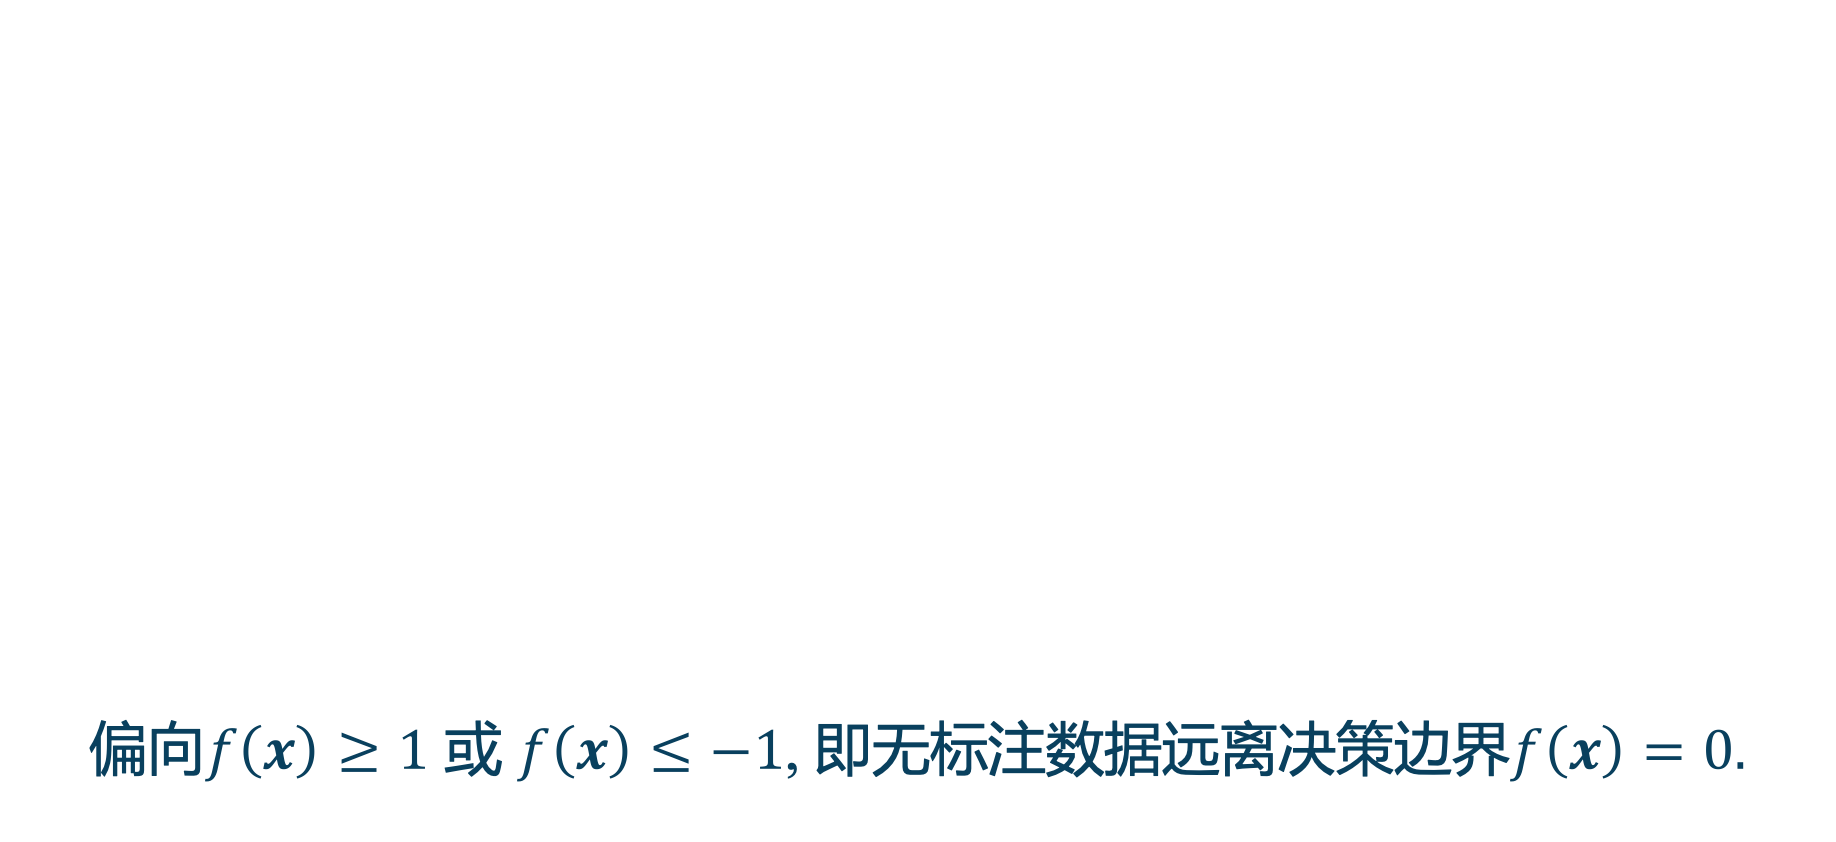 偏向f(x) ≥ 1 或 f(x) ≤ −1, 即无标注数据远离决策边界f(x) = 0.